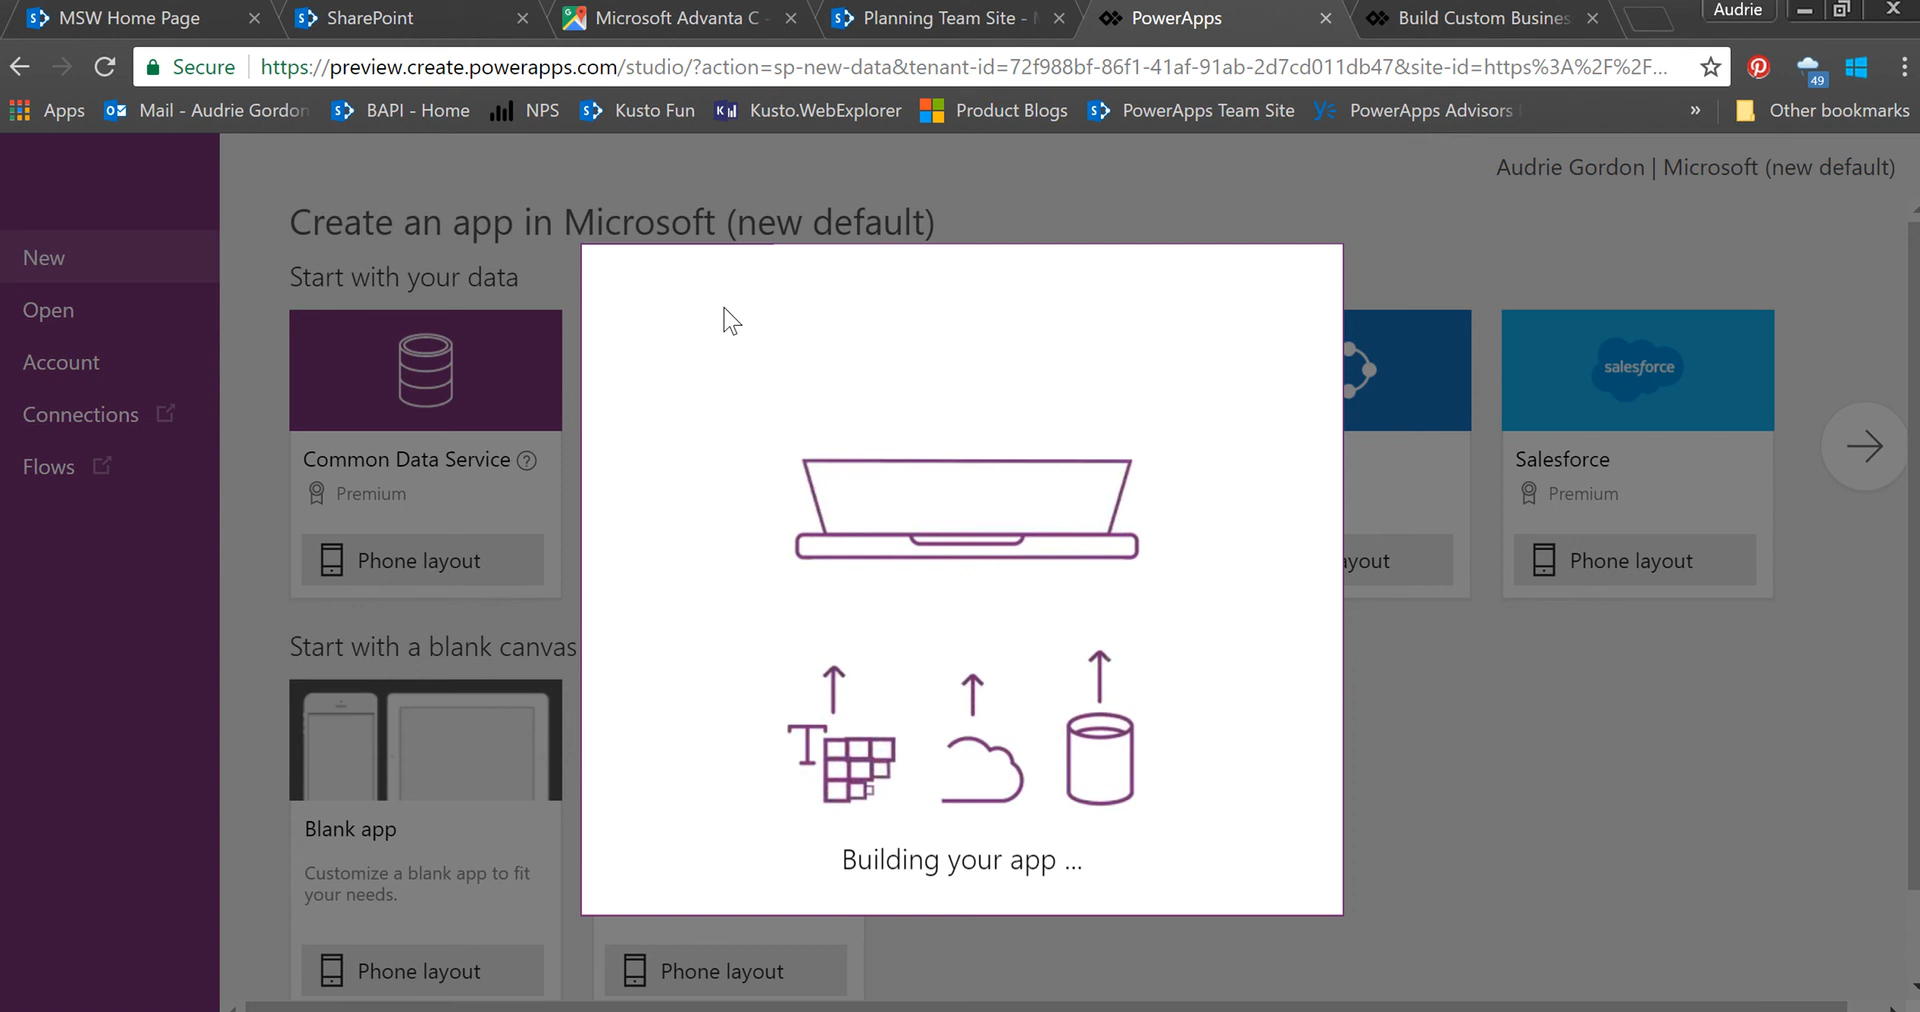 MSW Home Page
SharePoint
Microsoft Advanta C
Planning Team Site -
PowerApps
Build Custom Busines
Audrie
Secure
https://preview.create.powerapps.com/studio/?action=sp-new-data&tenant-id=72f988bf-86f1-41af-91ab-2d7cd011db47&site-id=https%3A%2F%2F...
49
Apps
Mail - Audrie Gordon
BAPI - Home
NPS
Kusto Fun
Kusto.WebExplorer
Product Blogs
PowerApps Team Site
PowerApps Advisors
Other bookmarks
Audrie Gordon | Microsoft (new default)
Create an app in Microsoft (new default)
New
Open
Account
Connections
Flows
Start with your data
Common Data Service
Premium
Phone layout
salesforce
Salesforce
Premium
Phone layout
Start with a blank canvas
Blank app
Customize a blank app to fit
your needs.
Phone layout
Phone layout
Building your app ...